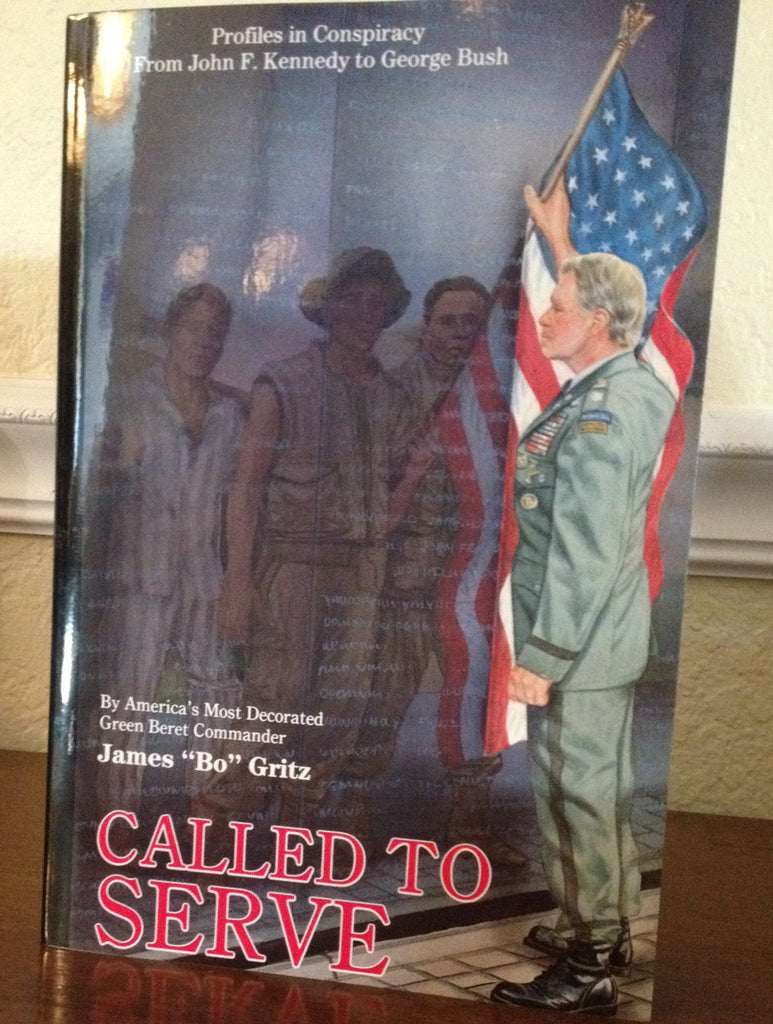 Profiles in Conspiracy
From John F. Kennedy to George Bush
By America's Most Decorated
Green Beret Commander
James “Bo” Gritz
CALLED TO
SERVE